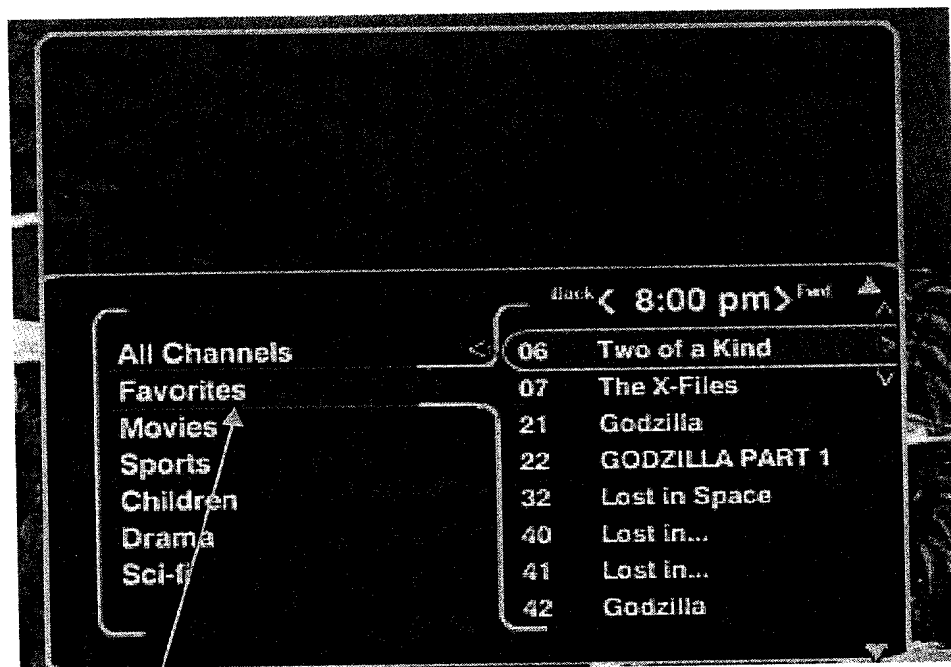 Back < 8:00 pm > Fwd
All Channels
Favorites
Movies
Sports
Children
Drama
Sci-fi
06 Two of a Kind
07 The X-Files
21 Godzilla
22 GODZILLA PART 1
32 Lost in Space
40 Lost in...
41 Lost in...
42 Godzilla